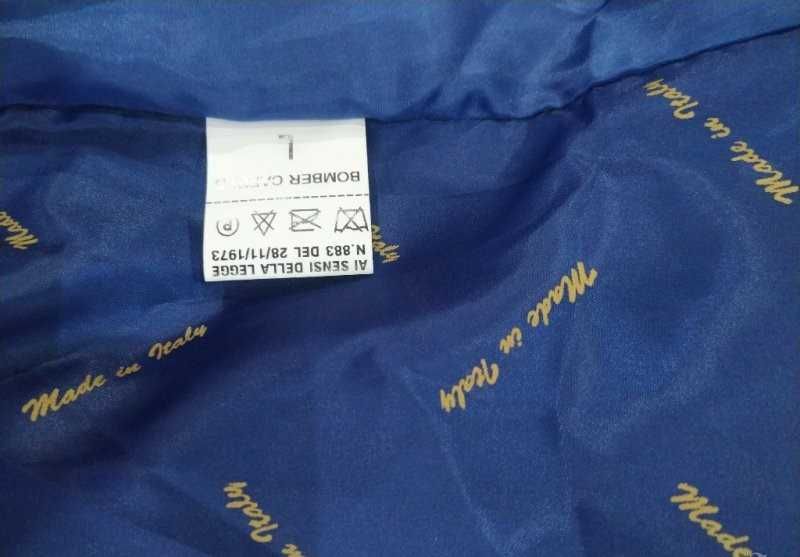 AI SENSI DELLA LEGGE
N.883 DEL 28/11/1973
P
BOMBER
L
Made in Italy
Made in Italy
Made in Italy
Made
Italy
in Italy
Made